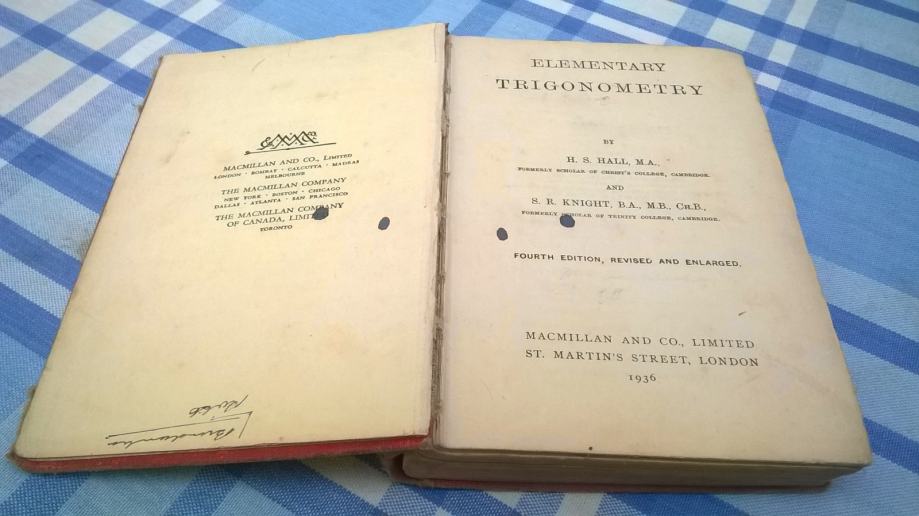 MACMILLAN AND CO., LIMITED
LONDON · BOMBAY · CALCUTTA · MADRAS
MELBOURNE
THE MACMILLAN COMPANY
NEW YORK · BOSTON · CHICAGO
DALLAS · ATLANTA · SAN FRANCISCO
THE MACMILLAN COMPANY
OF CANADA, LIMITED
TORONTO
ELEMENTARY
TRIGONOMETRY
BY
H. S. HALL, M.A.,
FORMERLY SCHOLAR OF CHRIST'S COLLEGE, CAMBRIDGE.
AND
S. R. KNIGHT, B.A., M.B., CH.B.,
FORMERLY SCHOLAR OF TRINITY COLLEGE, CAMBRIDGE.
FOURTH EDITION, REVISED AND ENLARGED.
MACMILLAN AND CO., LIMITED
ST. MARTIN'S STREET, LONDON
1936